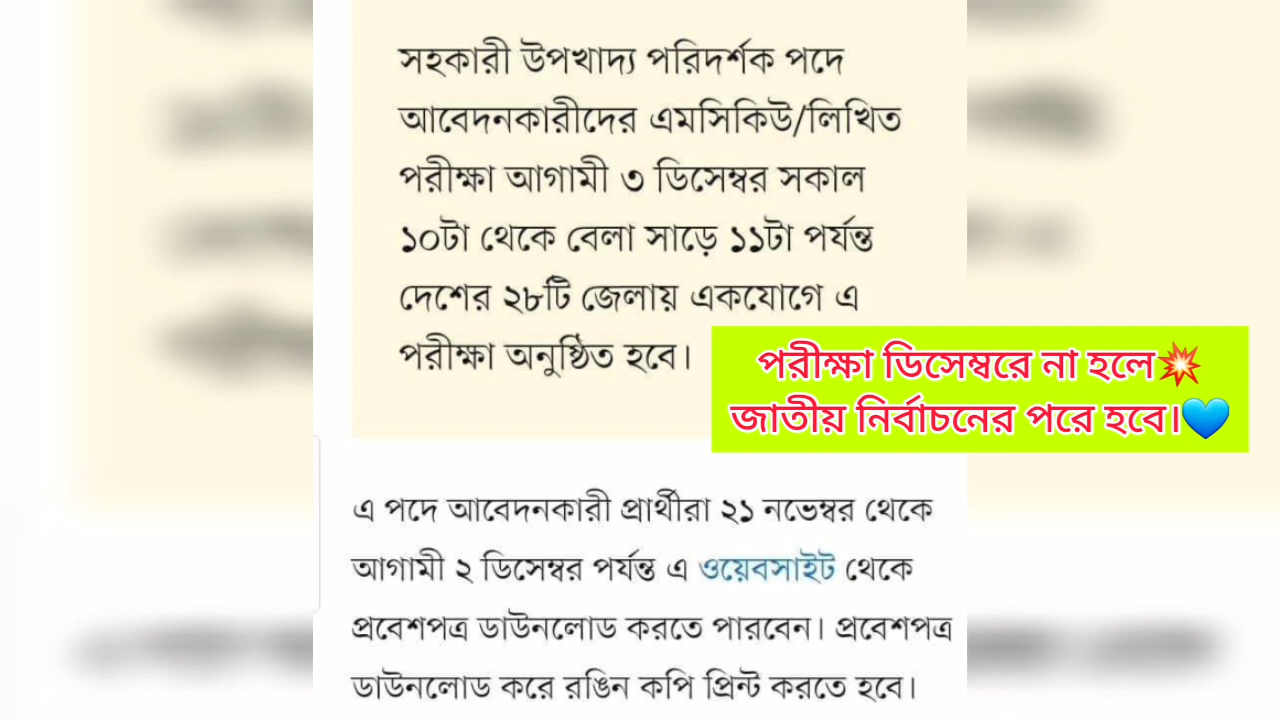 সহকারী উপখাদ্য পরিদর্শক পদে
আবেদনকারীদের এমসিকিউ/লিখিত
পরীক্ষা আগামী ৩ ডিসেম্বর সকাল
১০টা থেকে বেলা সাড়ে ১১টা পর্যন্ত
দেশের ২৮টি জেলায় একযোগে এ
পরীক্ষা অনুষ্ঠিত হবে।
পরীক্ষা ডিসেম্বরে না হলে💥
জাতীয় নির্বাচনের পরে হবে।💙
এ পদে আবেদনকারী প্রার্থীরা ২১ নভেম্বর থেকে
আগামী ২ ডিসেম্বর পর্যন্ত এ ওয়েবসাইট থেকে
প্রবেশপত্র ডাউনলোড করতে পারবেন। প্রবেশপত্র
ডাউনলোড করে রঙিন কপি প্রিন্ট করতে হবে।